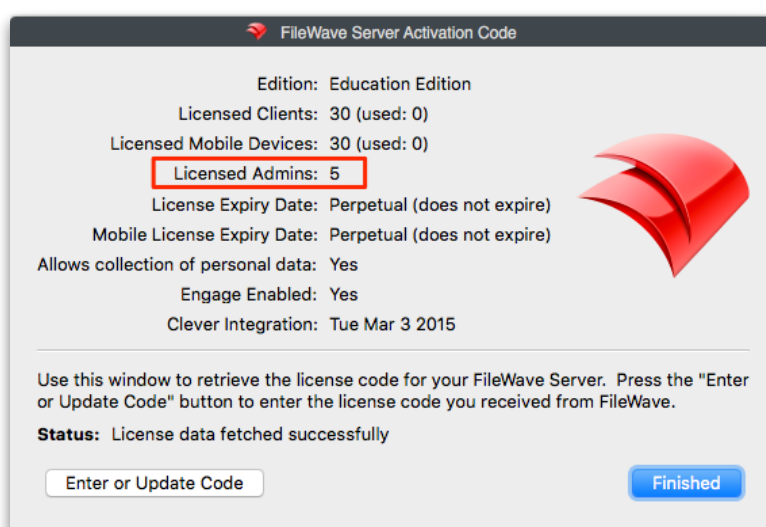 FileWave Server Activation Code
Edition: Education Edition
Licensed Clients: 30 (used: 0)
Licensed Mobile Devices: 30 (used: 0)
Licensed Admins: 5
License Expiry Date: Perpetual (does not expire)
Mobile License Expiry Date: Perpetual (does not expire)
Allows collection of personal data: Yes
Engage Enabled: Yes
Clever Integration: Tue Mar 3 2015
Use this window to retrieve the license code for your FileWave Server. Press the "Enter
or Update Code" button to enter the license code you received from FileWave.
Status: License data fetched successfully
Enter or Update Code
Finished